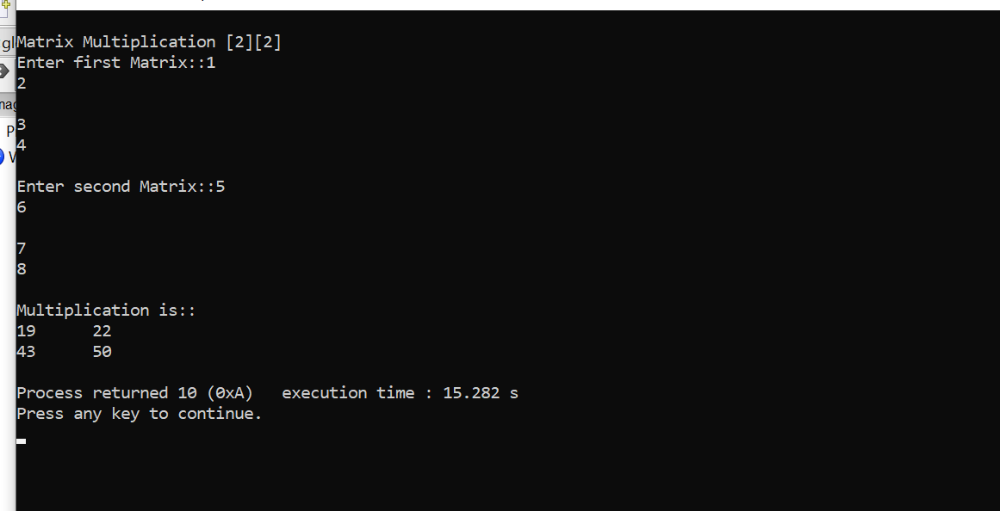 Matrix Multiplication [2][2]
Enter first Matrix::1
2
3
4
Enter second Matrix::5
6
7
8
Multiplication is::
19 22
43 50
Process returned 10 (0xA) execution time : 15.282 s
Press any key to continue.